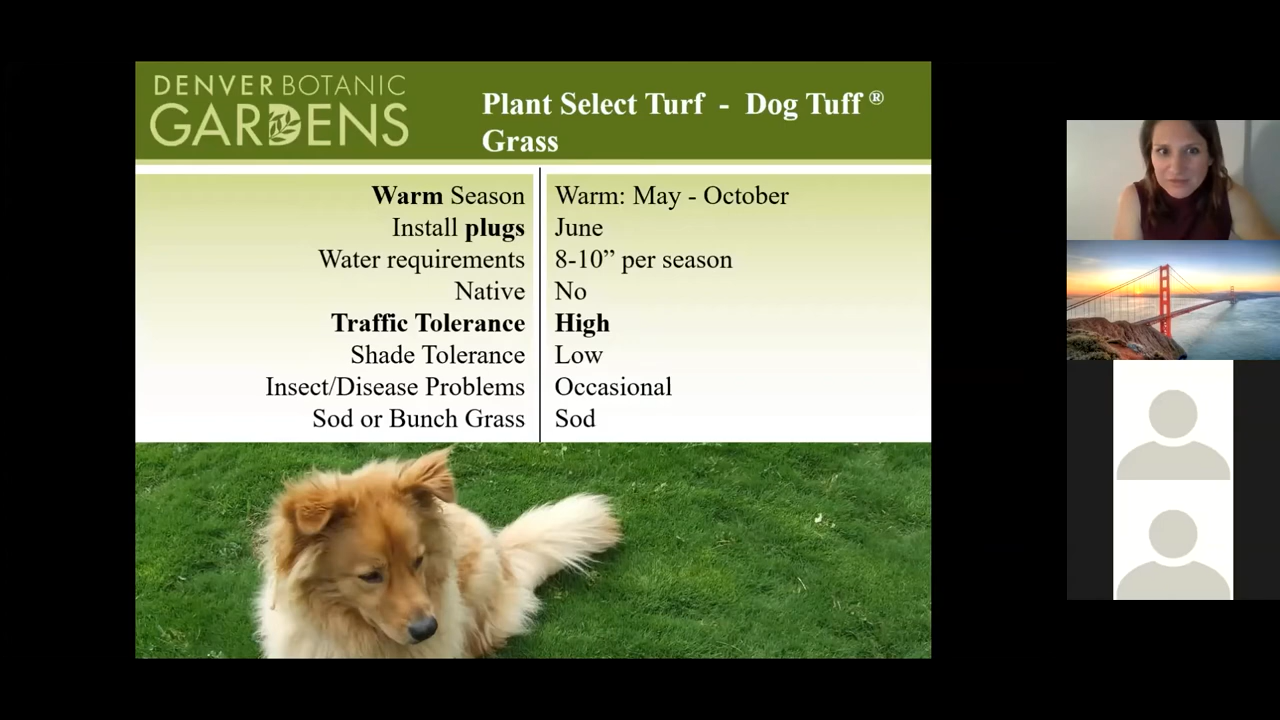 DENVER BOTANIC
GARDENS
Plant Select Turf - Dog Tuff ®
Grass
Warm Season Warm: May - October
Install plugs June
Water requirements 8-10” per season
Native No
Traffic Tolerance High
Shade Tolerance Low
Insect/Disease Problems Occasional
Sod or Bunch Grass Sod